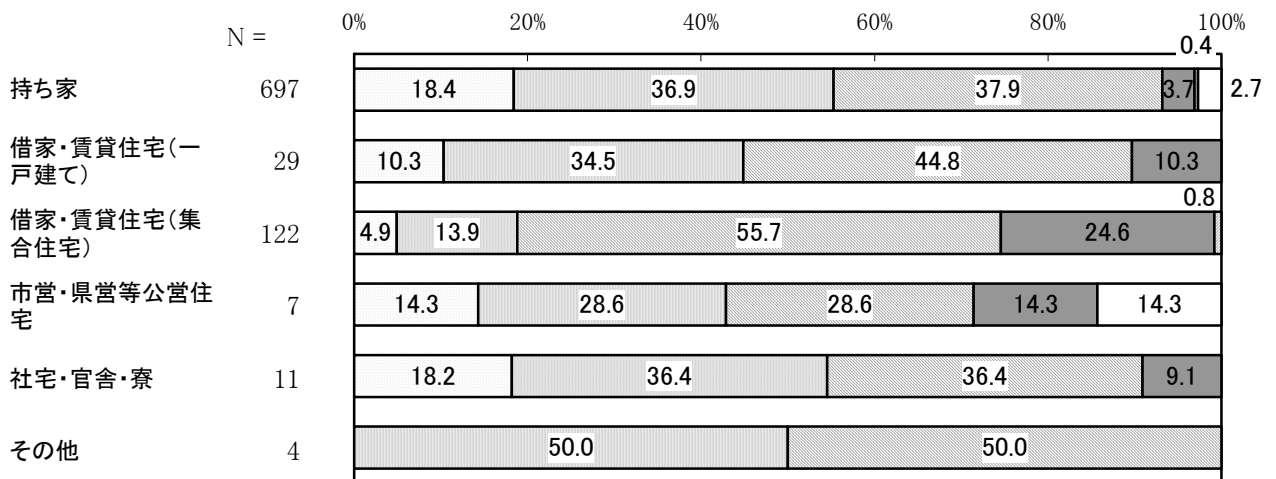 0% 20% 40% 60% 80% 100%
N =
0.4
持ち家 697 18.4 36.9 37.9 3.7 2.7
借家・賃貸住宅（一
戸建て） 29 10.3 34.5 44.8 10.3
0.8
借家・賃貸住宅（集
合住宅） 122 4.9 13.9 55.7 24.6
市営・県営等公営住
宅 7 14.3 28.6 28.6 14.3 14.3
社宅・官舎・寮 11 18.2 36.4 36.4 9.1
その他 4 50.0 50.0